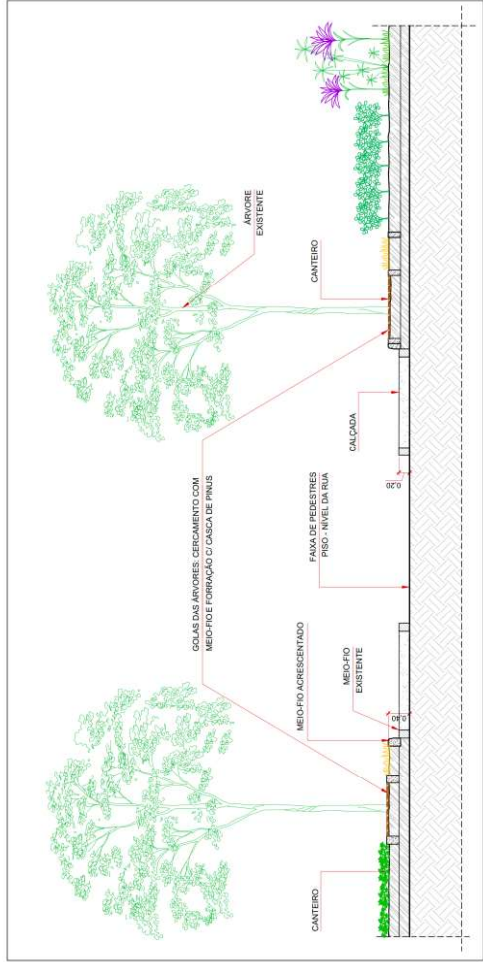 ÁRVORE
EXISTENTE
GOLAS DAS ÁRVORES: CERCAMENTO COM
MEIO-FIO E FORRAÇÃO C/ CASCA DE PINUS
CANTEIRO
MEIO-FIO ACRESCENTADO
MEIO-FIO
EXISTENTE
FAIXA DE PEDESTRES
PISO - NÍVEL DA RUA
CALÇADA
CANTEIRO
0.40
0.20